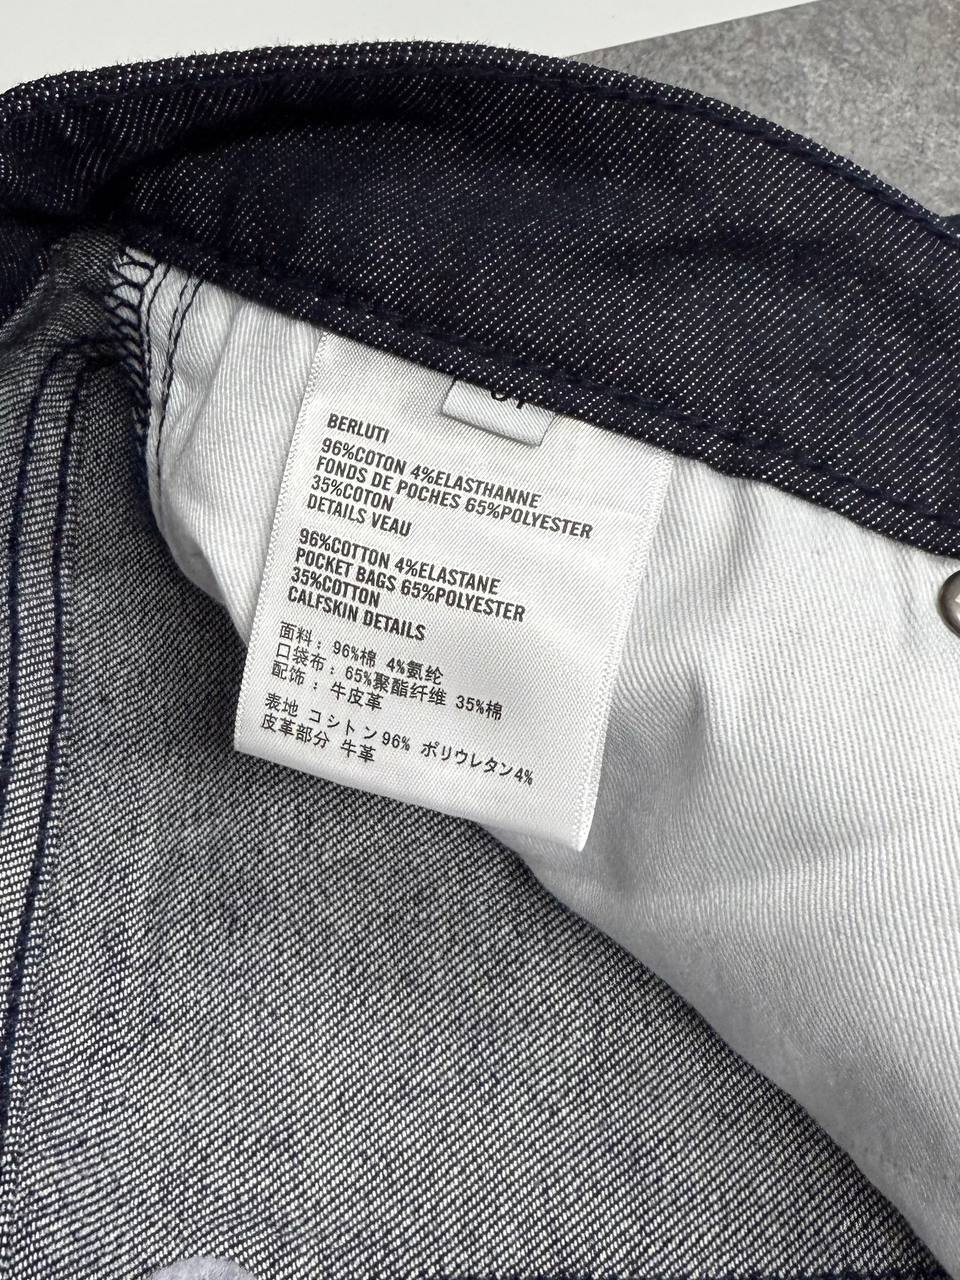 BERLUTI
96%COTON 4%ELASTHANNE
FONDS DE POCHES 65%POLYESTER
35%COTON
DETAILS VEAU
96%COTTON 4%ELASTANE
POCKET BAGS 65%POLYESTER
35%COTTON
CALFSKIN DETAILS
面料: 96%棉 4%氨纶
口袋布: 65%聚酯纤维 35%棉
配饰: 牛皮革
表地 コシトン96% ポリウレタン4%
皮革部分 牛革